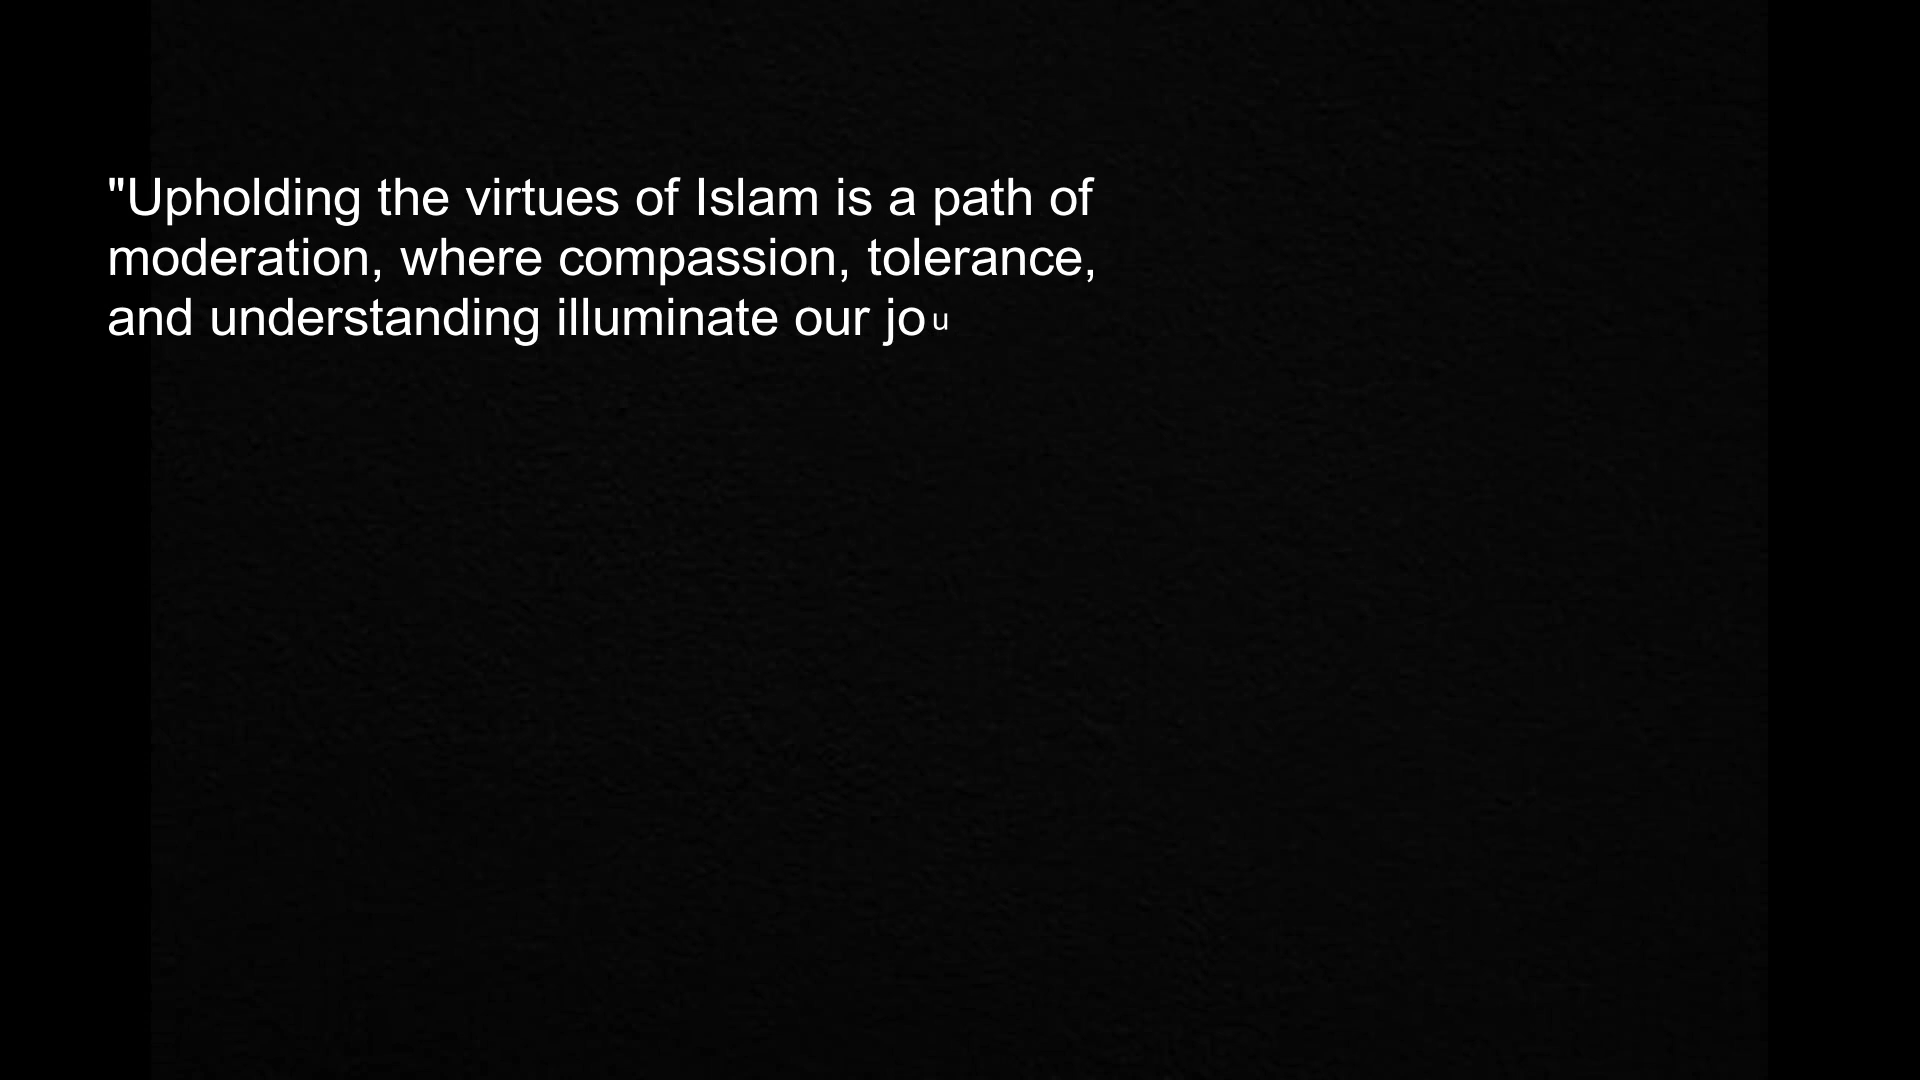 "Upholding the virtues of Islam is a path of
moderation, where compassion, tolerance,
and understanding illuminate our jou